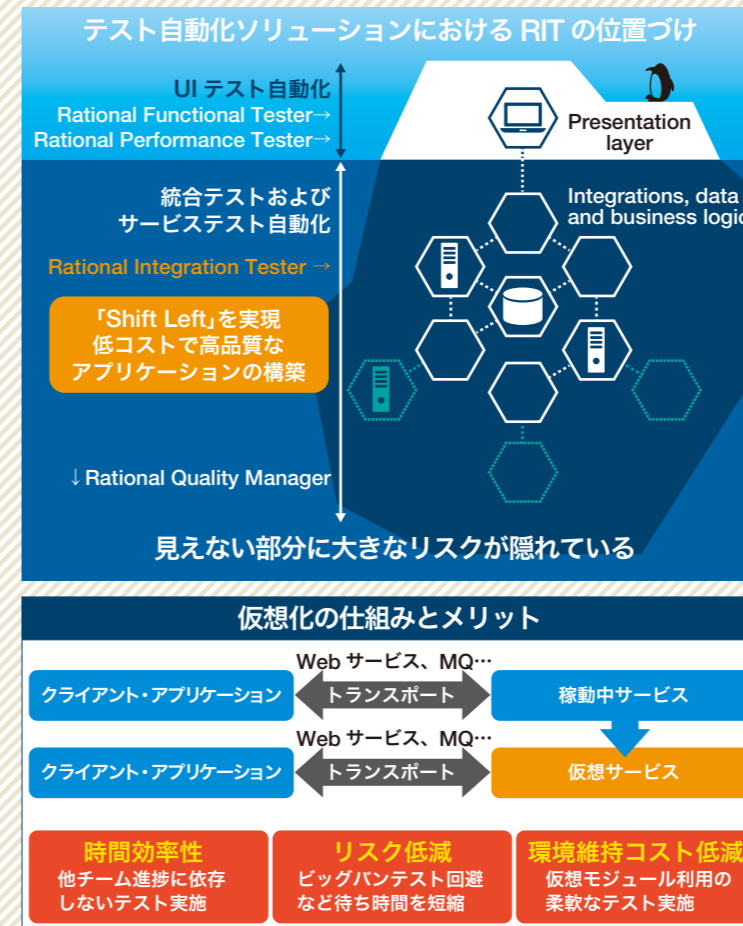 テスト自動化ソリューションにおける RIT の位置づけ
UI テスト自動化
Rational Functional Tester→
Rational Performance Tester→
Presentation
layer
統合テストおよび
サービステスト自動化
Integrations, data
and business logic
Rational Integration Tester →
「Shift Left」を実現
低コストで高品質な
アプリケーションの構築
↓Rational Quality Manager
見えない部分に大きなリスクが隠れている
仮想化の仕組みとメリット
Web サービス、MQ…
クライアント・アプリケーション
トランスポート
稼動中サービス
Web サービス、MQ…
クライアント・アプリケーション
トランスポート
仮想サービス
時間効率性
他チーム進捗に依存
しないテスト実施
リスク低減
ビッグバンテスト回避
など待ち時間を短縮
環境維持コスト低減
仮想モジュール利用の
柔軟なテスト実施